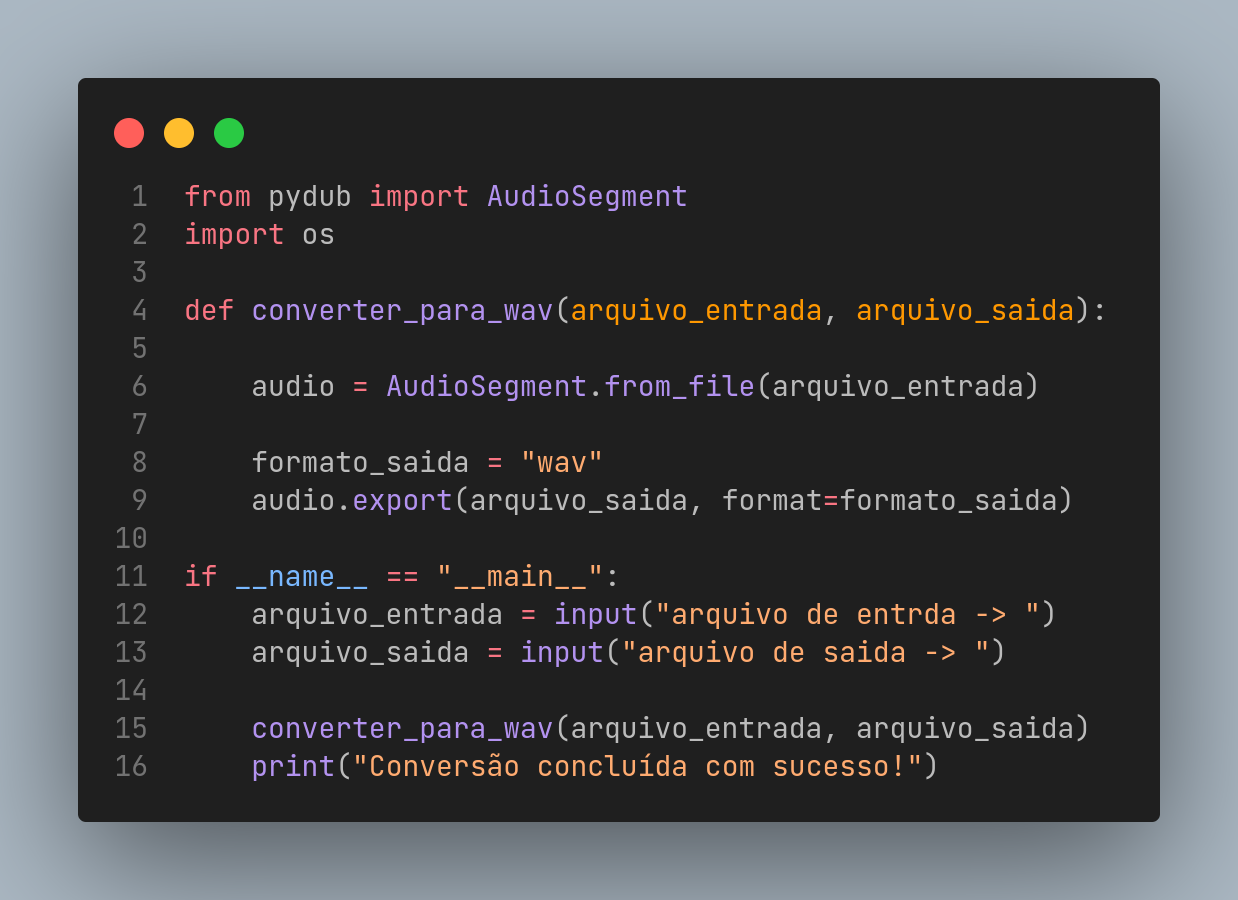 1 from pydub import AudioSegment
2 import os
3
4 def converter_para_wav(arquivo_entrada, arquivo_saida):
5
6     audio = AudioSegment.from_file(arquivo_entrada)
7
8     formato_saida = "wav"
9     audio.export(arquivo_saida, format=formato_saida)
10
11 if __name__ == "__main__":
12     arquivo_entrada = input("arquivo de entrda -> ")
13     arquivo_saida = input("arquivo de saida -> ")
14
15     converter_para_wav(arquivo_entrada, arquivo_saida)
16     print("Conversão concluída com sucesso!")